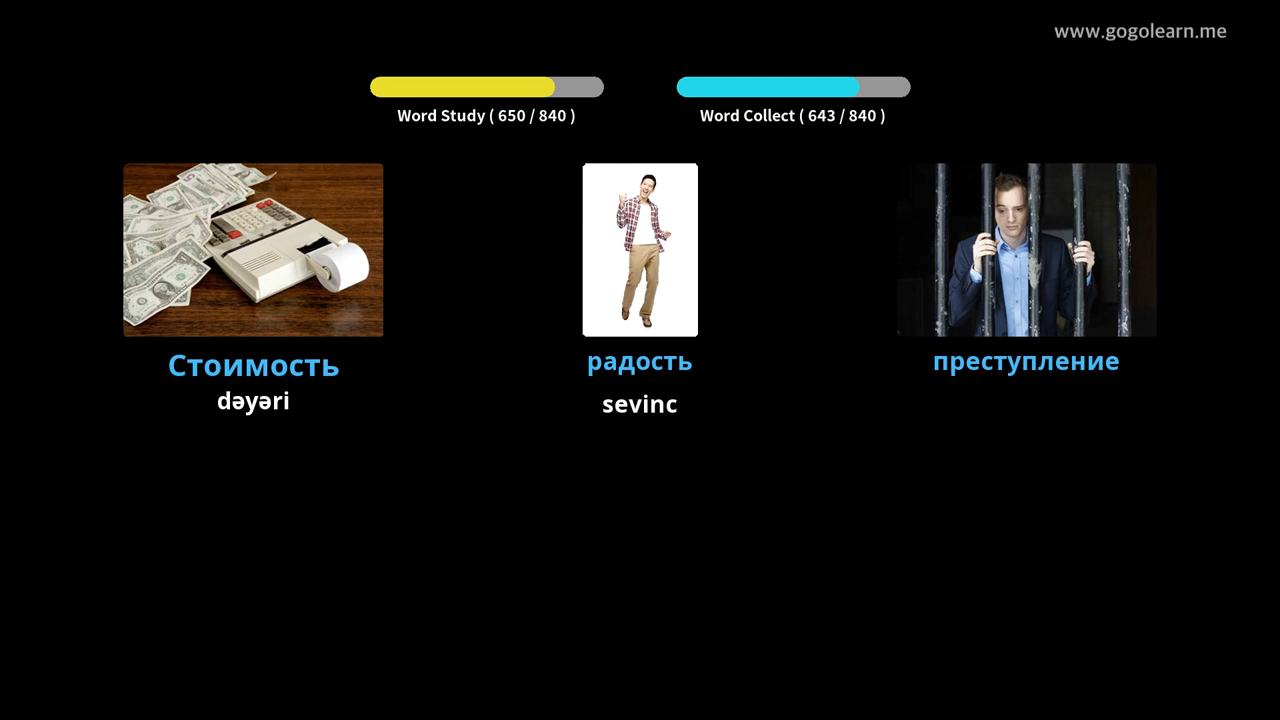 www.gogolearn.me
Word Study ( 650 / 840 )
Word Collect ( 643 / 840 )
Стоимость
dəyəri
радость
sevinc
преступление